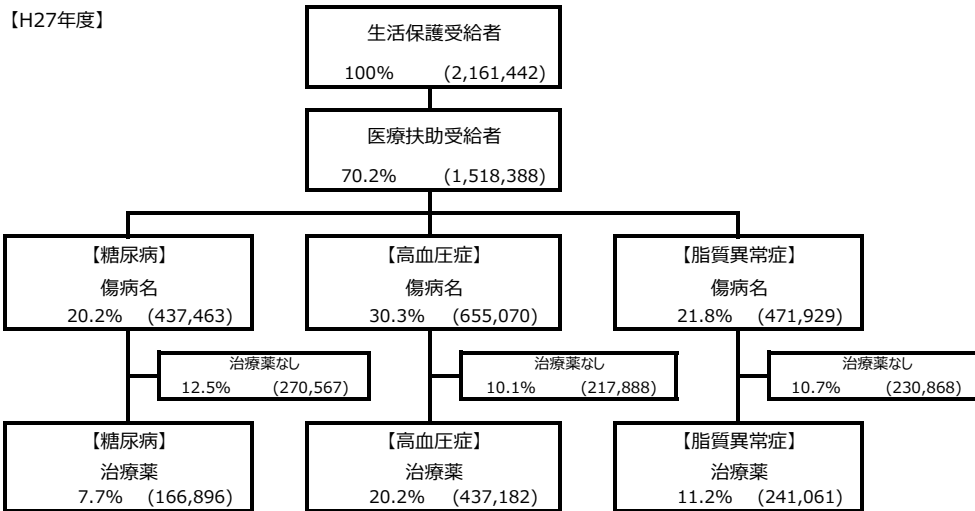 【H27年度】
生活保護受給者
100% (2,161,442)
医療扶助受給者
70.2% (1,518,388)
【糖尿病】
傷病名
20.2% (437,463)
【高血圧症】
傷病名
30.3% (655,070)
【脂質異常症】
傷病名
21.8% (471,929)
治療薬なし
12.5% (270,567)
治療薬なし
10.1% (217,888)
治療薬なし
10.7% (230,868)
【糖尿病】
治療薬
7.7% (166,896)
【高血圧症】
治療薬
20.2% (437,182)
【脂質異常症】
治療薬
11.2% (241,061)